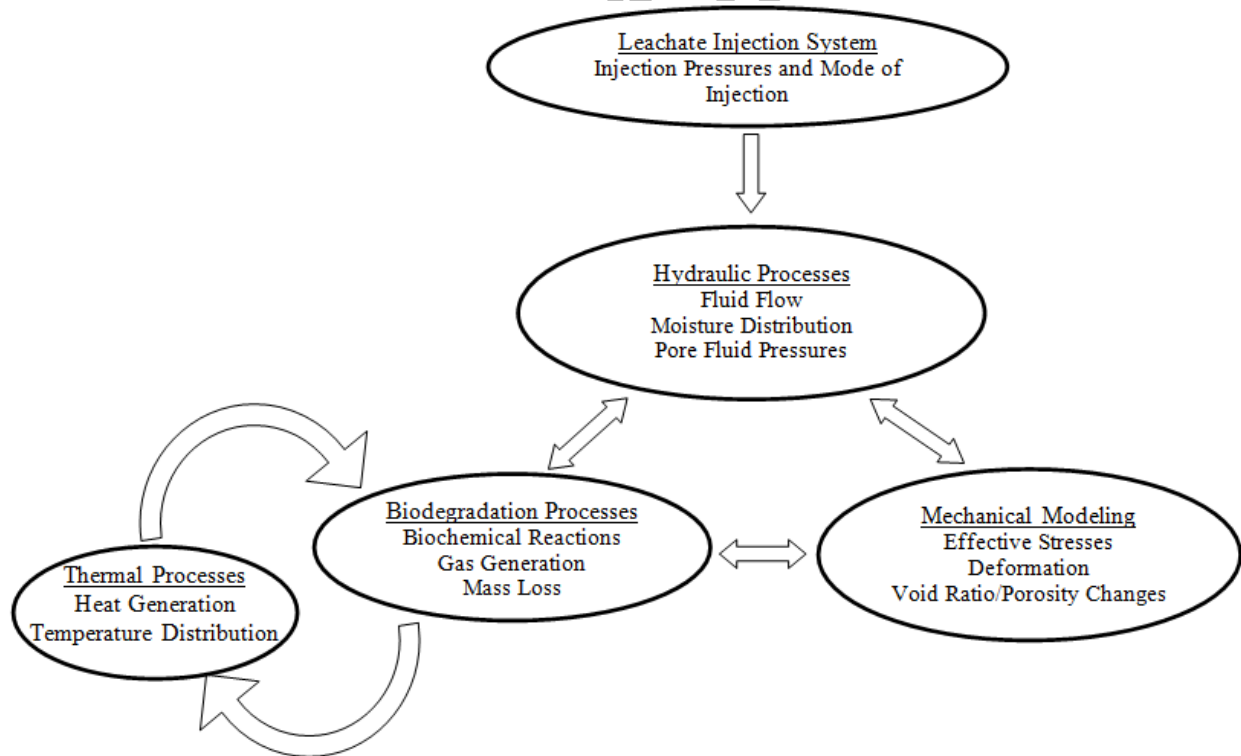 Leachate Injection System
Injection Pressures and Mode of
Injection
Hydraulic Processes
Fluid Flow
Moisture Distribution
Pore Fluid Pressures
Biodegradation Processes
Biochemical Reactions
Gas Generation
Mass Loss
Mechanical Modeling
Effective Stresses
Deformation
Void Ratio/Porosity Changes
Thermal Processes
Heat Generation
Temperature Distribution